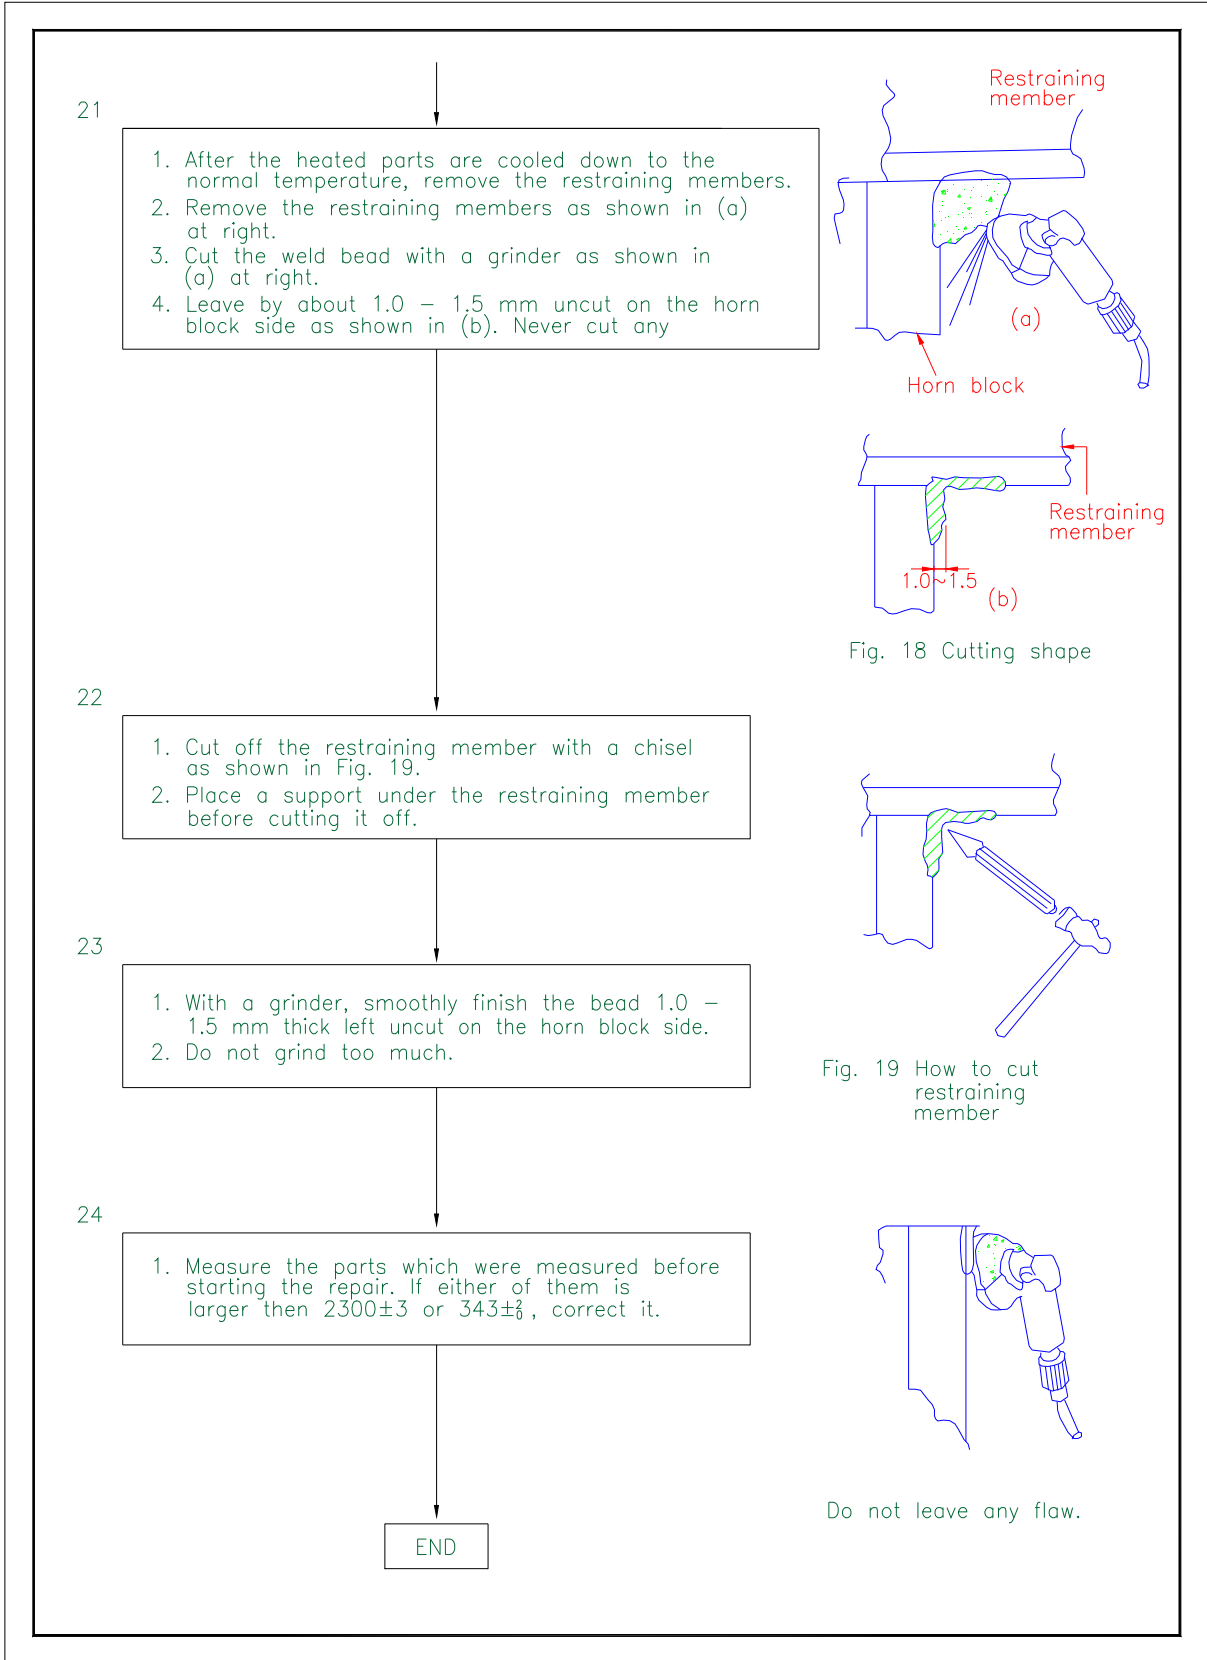 21
1. After the heated parts are cooled down to the
normal temperature, remove the restraining members.
2. Remove the restraining members as shown in (a)
at right.
3. Cut the weld bead with a grinder as shown in
(a) at right.
4. Leave by about 1.0 – 1.5 mm uncut on the horn
block side as shown in (b). Never cut any
Restraining
member
(a)
Horn block
Restraining
member
1.0~1.5
(b)
Fig. 18 Cutting shape
22
1. Cut off the restraining member with a chisel
as shown in Fig. 19.
2. Place a support under the restraining member
before cutting it off.
23
1. With a grinder, smoothly finish the bead 1.0 –
1.5 mm thick left uncut on the horn block side.
2. Do not grind too much.
Fig. 19 How to cut
restraining
member
24
1. Measure the parts which were measured before
starting the repair. If either of them is
larger then 2300±3 or 343±²₀, correct it.
Do not leave any flaw.
END